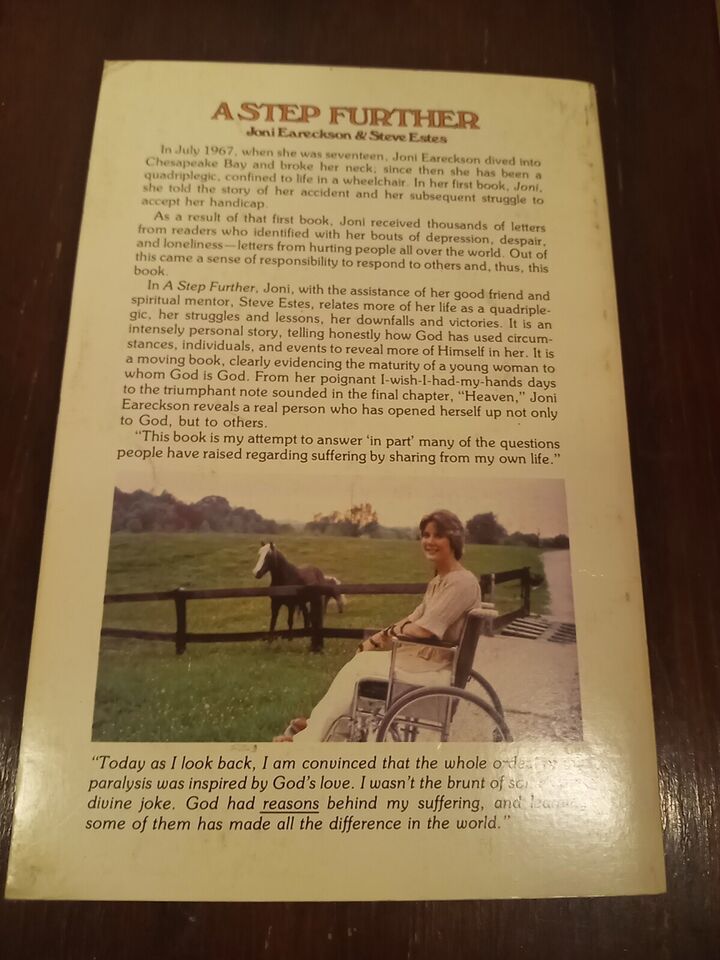 A STEP FURTHER
Joni Eareckson & Steve Estes
In July 1967, when she was seventeen, Joni Eareckson dived into
Chesapeake Bay and broke her neck; since then she has been a
quadriplegic, confined to life in a wheelchair. In her first book, Joni,
she told the story of her accident and her subsequent struggle to
accept her handicap.
As a result of that first book, Joni received thousands of letters
from readers who identified with her bouts of depression, despair,
and loneliness—letters from hurting people all over the world. Out of
this came a sense of responsibility to respond to others and, thus, this
book.
In A Step Further, Joni, with the assistance of her good friend and
spiritual mentor, Steve Estes, relates more of her life as a quadriple-
gic, her struggles and lessons, her downfalls and victories. It is an
intensely personal story, telling honestly how God has used circum-
stances, individuals, and events to reveal more of Himself in her. It is
a moving book, clearly evidencing the maturity of a young woman to
whom God is God. From her poignant I-wish-I-had-my-hands days
to the triumphant note sounded in the final chapter, "Heaven," Joni
Eareckson reveals a real person who has opened herself up not only
to God, but to others.
"This book is my attempt to answer 'in part' many of the questions
people have raised regarding suffering by sharing from my own life."
"Today as I look back, I am convinced that the whole
paralysis was inspired by God's love. I wasn't the brunt of
divine joke. God had reasons behind my suffering, and
some of them has made all the difference in the world."